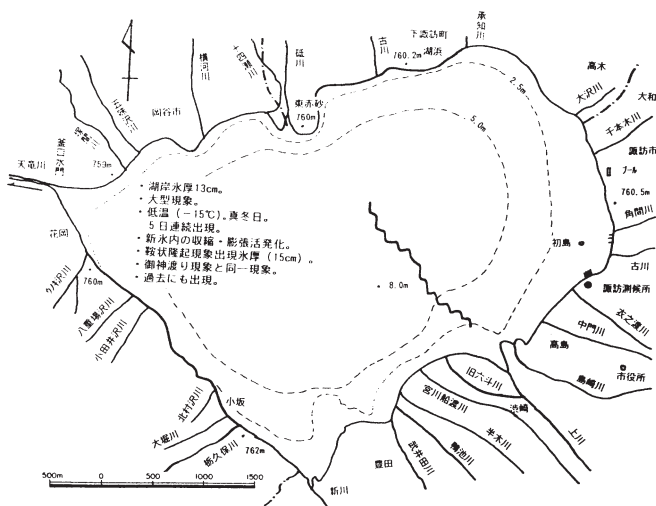 下諏訪町
湖浜
承知川
760.2m
古川
砥川
十四瀬川
横河川
岡谷市
塚間川
釜口水門
天竜川
759m
東赤砂
760m
2.5m
5.0m
高木
大沢川
大和
千本木川
諏訪市
プール
760.5m
角間川
初島
古川
諏訪測候所
衣之渡川
中門川
高島
市役所
島崎川
・湖岸氷厚13cm。
・大型現象。
・低温(-15℃)。真冬日。
5日連続出現。
・新氷内の収縮・膨張活発化。
・鞍状隆起現象出現氷厚(15cm)。
・御神渡り現象と同一現象。
・過去にも出現。
8.0m
花岡
760m
八重場沢川
小田井沢川
北村沢川
小坂
大堀川
栃久保川
762m
新川
豊田
武井田川
鴨池川
半木川
宮川船渡川
旧六斗川
渋崎
上川
500m 0 500 1000 1500